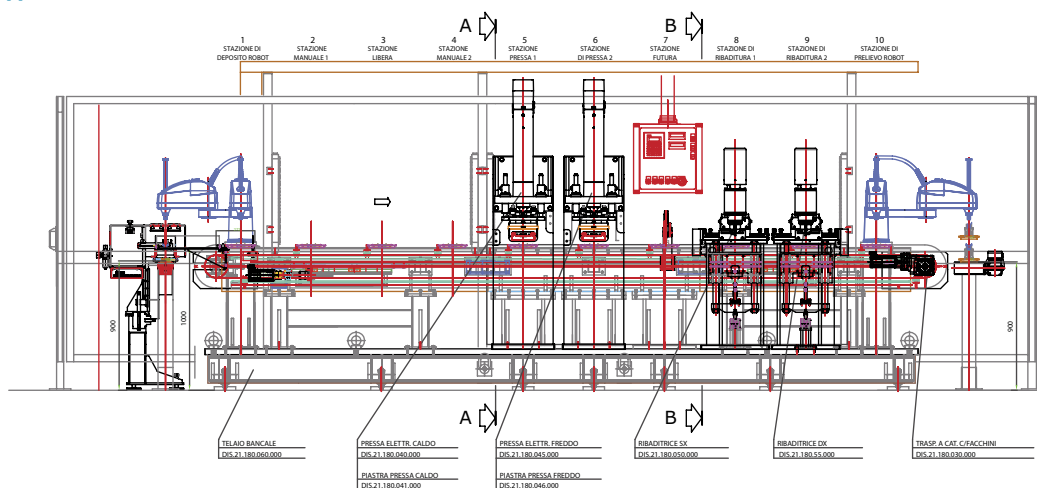 A
B
1
STAZIONE DI
DEPOSITO ROBOT
2
STAZIONE
MANUALE 1
3
STAZIONE
LIBERA
4
STAZIONE
MANUALE 2
5
STAZIONE
PRESSA 1
6
STAZIONE
DI PRESSA 2
7
STAZIONE
FUTURA
8
STAZIONE DI
RIBADITURA 1
9
STAZIONE DI
RIBADITURA 2
10
STAZIONE DI
PRELIEVO ROBOT
900
1000
900
A
B
TELAIO BANCALE
DIS.21.180.060.000
PRESSA ELETTR. CALDO
DIS.21.180.040.000
PIASTRA PRESSA CALDO
DIS.21.180.041.000
PRESSA ELETTR. FREDDO
DIS.21.180.045.000
PIASTRA PRESSA FREDDO
DIS.21.180.046.000
RIBADITRICE SX
DIS.21.180.050.000
RIBADITRICE DX
DIS.21.180.55.000
TRASP. A CAT. C/FACCHINI
DIS.21.180.030.000